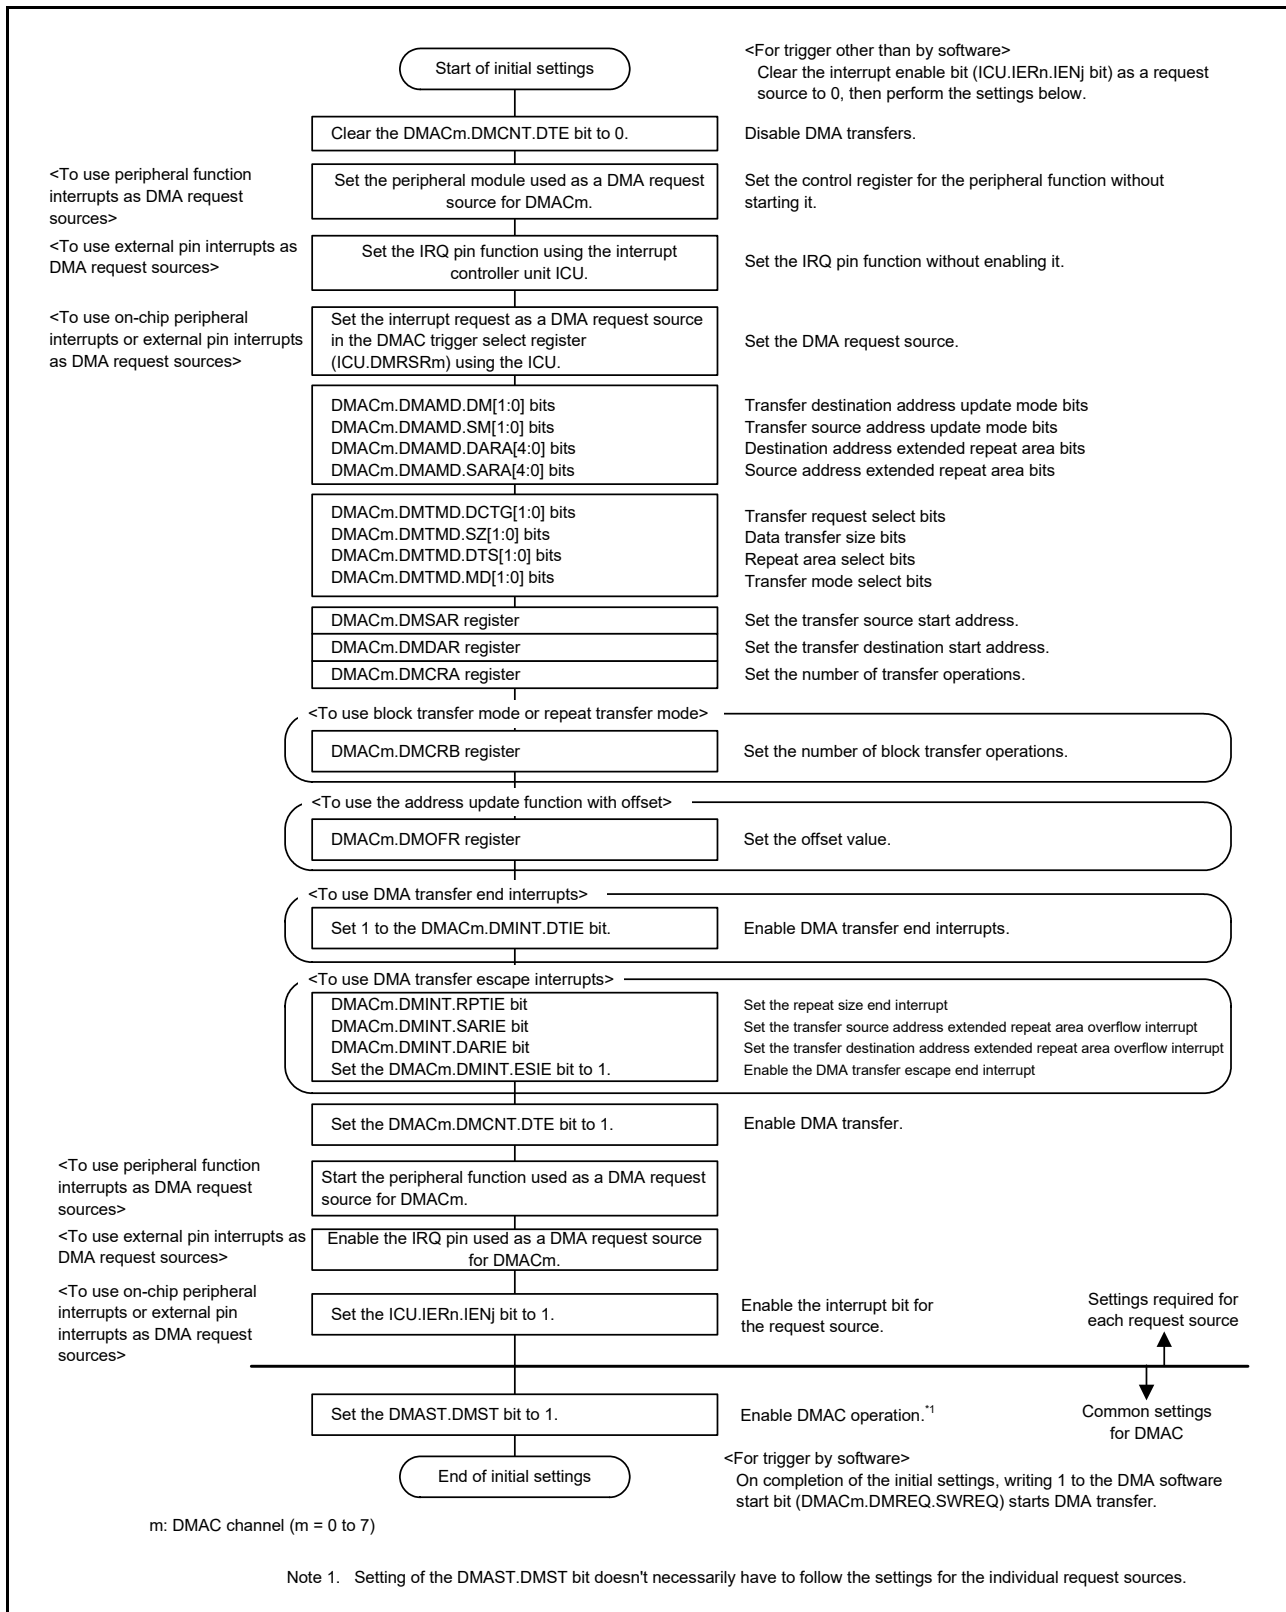 Start of initial settings
<For trigger other than by software>
Clear the interrupt enable bit (ICU.IERn.IENj bit) as a request
source to 0, then perform the settings below.
Clear the DMACm.DMCNT.DTE bit to 0.
Disable DMA transfers.
<To use peripheral function
interrupts as DMA request
sources>
Set the peripheral module used as a DMA request
source for DMACm.
Set the control register for the peripheral function without
starting it.
<To use external pin interrupts as
DMA request sources>
Set the IRQ pin function using the interrupt
controller unit ICU.
Set the IRQ pin function without enabling it.
<To use on-chip peripheral
interrupts or external pin interrupts
as DMA request sources>
Set the interrupt request as a DMA request source
in the DMAC trigger select register
(ICU.DMRSRm) using the ICU.
Set the DMA request source.
DMACm.DMAMD.DM[1:0] bits
DMACm.DMAMD.SM[1:0] bits
DMACm.DMAMD.DARA[4:0] bits
DMACm.DMAMD.SARA[4:0] bits
Transfer destination address update mode bits
Transfer source address update mode bits
Destination address extended repeat area bits
Source address extended repeat area bits
DMACm.DMTMD.DCTG[1:0] bits
DMACm.DMTMD.SZ[1:0] bits
DMACm.DMTMD.DTS[1:0] bits
DMACm.DMTMD.MD[1:0] bits
Transfer request select bits
Data transfer size bits
Repeat area select bits
Transfer mode select bits
DMACm.DMSAR register
Set the transfer source start address.
DMACm.DMDAR register
Set the transfer destination start address.
DMACm.DMCRA register
Set the number of transfer operations.
<To use block transfer mode or repeat transfer mode>
DMACm.DMCRB register
Set the number of block transfer operations.
<To use the address update function with offset>
DMACm.DMOFR register
Set the offset value.
<To use DMA transfer end interrupts>
Set 1 to the DMACm.DMINT.DTIE bit.
Enable DMA transfer end interrupts.
<To use DMA transfer escape interrupts>
DMACm.DMINT.RPTIE bit
DMACm.DMINT.SARIE bit
DMACm.DMINT.DARIE bit
Set the DMACm.DMINT.ESIE bit to 1.
Set the repeat size end interrupt
Set the transfer source address extended repeat area overflow interrupt
Set the transfer destination address extended repeat area overflow interrupt
Enable the DMA transfer escape end interrupt
Set the DMACm.DMCNT.DTE bit to 1.
Enable DMA transfer.
<To use peripheral function
interrupts as DMA request
sources>
Start the peripheral function used as a DMA request
source for DMACm.
<To use external pin interrupts as
DMA request sources>
Enable the IRQ pin used as a DMA request source
for DMACm.
<To use on-chip peripheral
interrupts or external pin
interrupts as DMA request
sources>
Set the ICU.IERn.IENj bit to 1.
Enable the interrupt bit for
the request source.
Settings required for
each request source
Set the DMAST.DMST bit to 1.
Enable DMAC operation.*1
Common settings
for DMAC
End of initial settings
<For trigger by software>
On completion of the initial settings, writing 1 to the DMA software
start bit (DMACm.DMREQ.SWREQ) starts DMA transfer.
m: DMAC channel (m = 0 to 7)
Note 1. Setting of the DMAST.DMST bit doesn't necessarily have to follow the settings for the individual request sources.